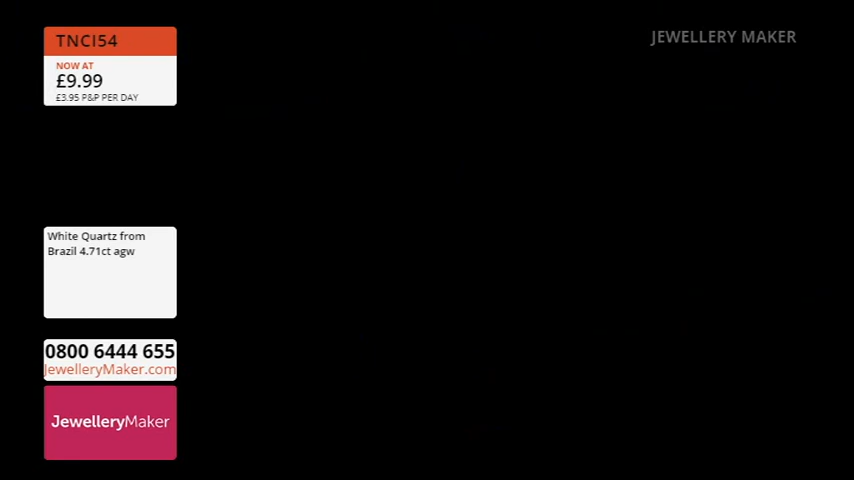 TNCI54
NOW AT
£9.99
£3.95 P&P PER DAY
JEWELLERY MAKER
White Quartz from
Brazil 4.71ct agw
0800 6444 655
JewelleryMaker.com
JewelleryMaker